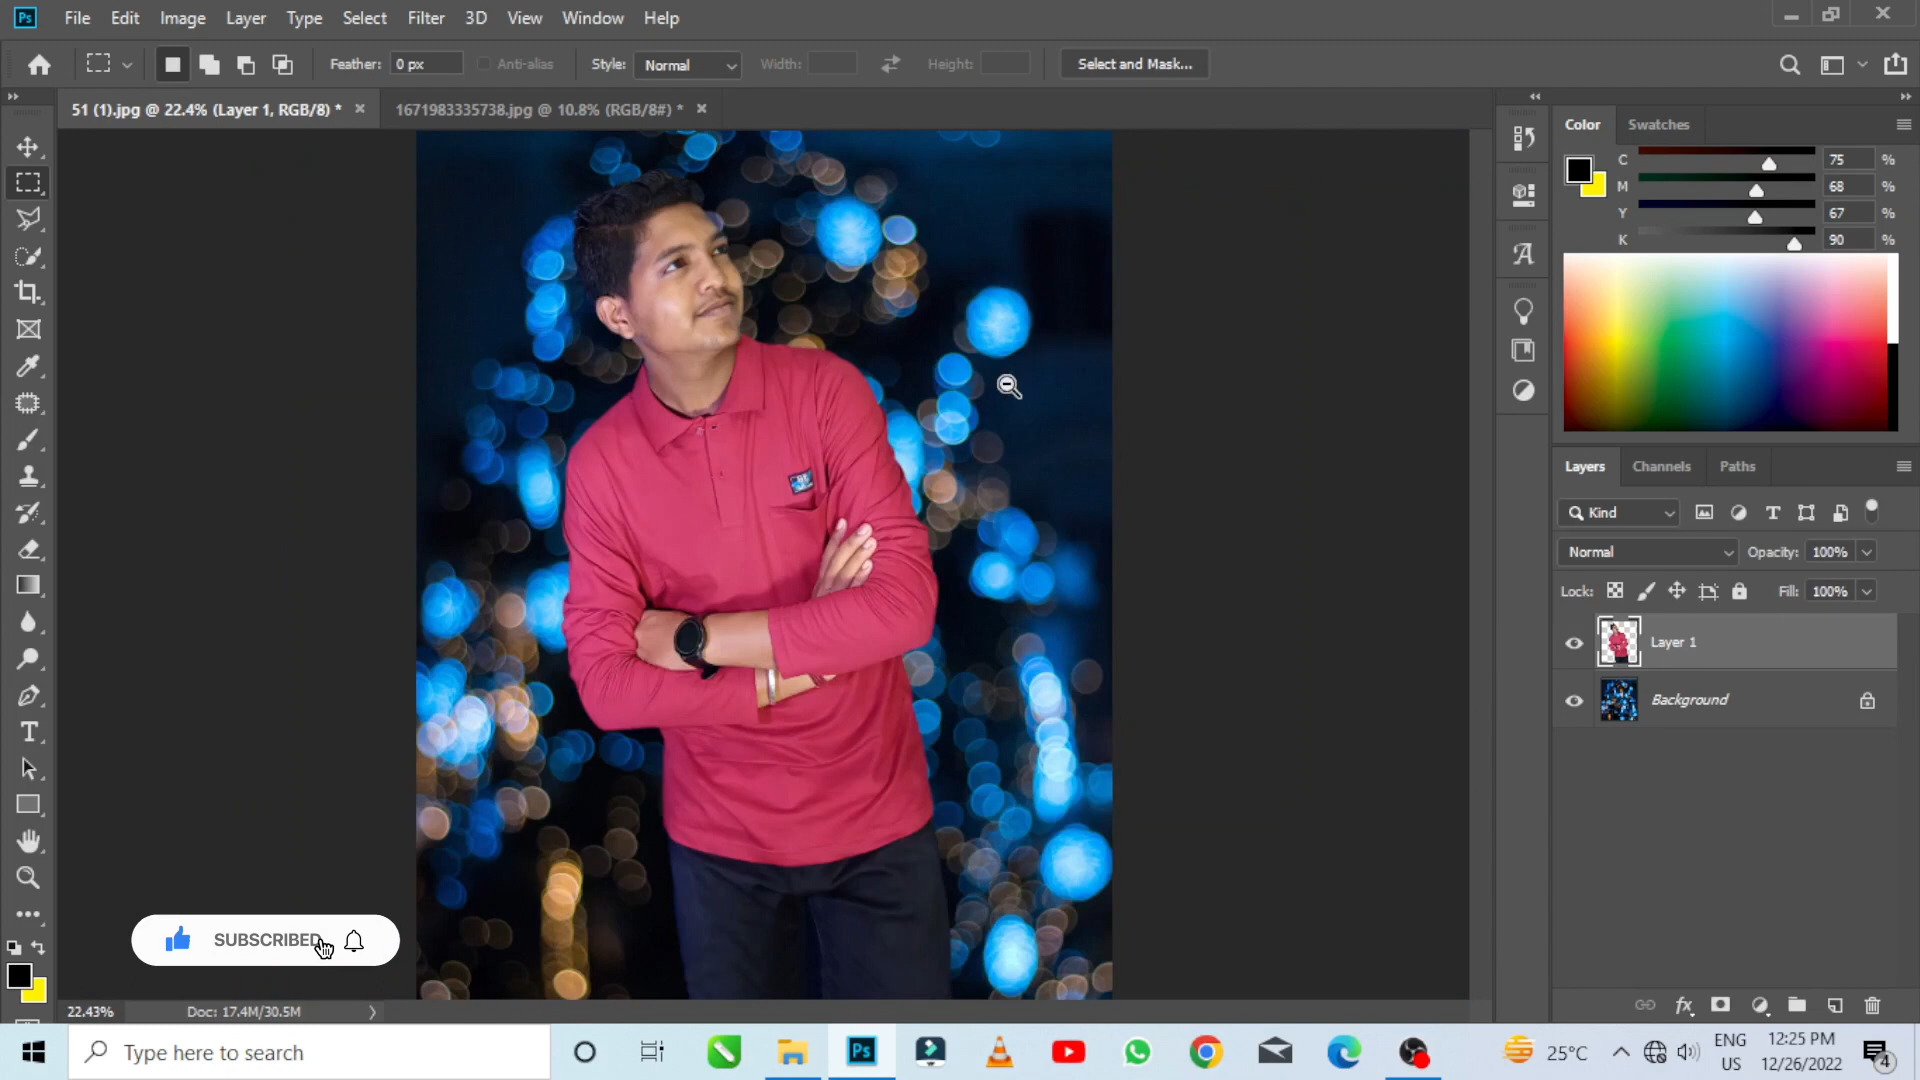 Ps File Edit Image Layer Type Select Filter 3D View Window Help
Feather: 0 px Anti-alias Style: Normal Width: Height: Select and Mask...
51 (1).jpg @ 22.4% (Layer 1, RGB/8) * 1671983335738.jpg @ 10.8% (RGB/8#) *
Color Swatches
C 75 %
M 68 %
Y 67 %
K 90 %
Layers Channels Paths
Kind
Normal Opacity: 100%
Lock: Fill: 100%
Layer 1
Background
SUBSCRIBED
22.43% Doc: 17.4M/30.5M
Type here to search
Ps
25°C
ENG
US
12:25 PM
12/26/2022
4